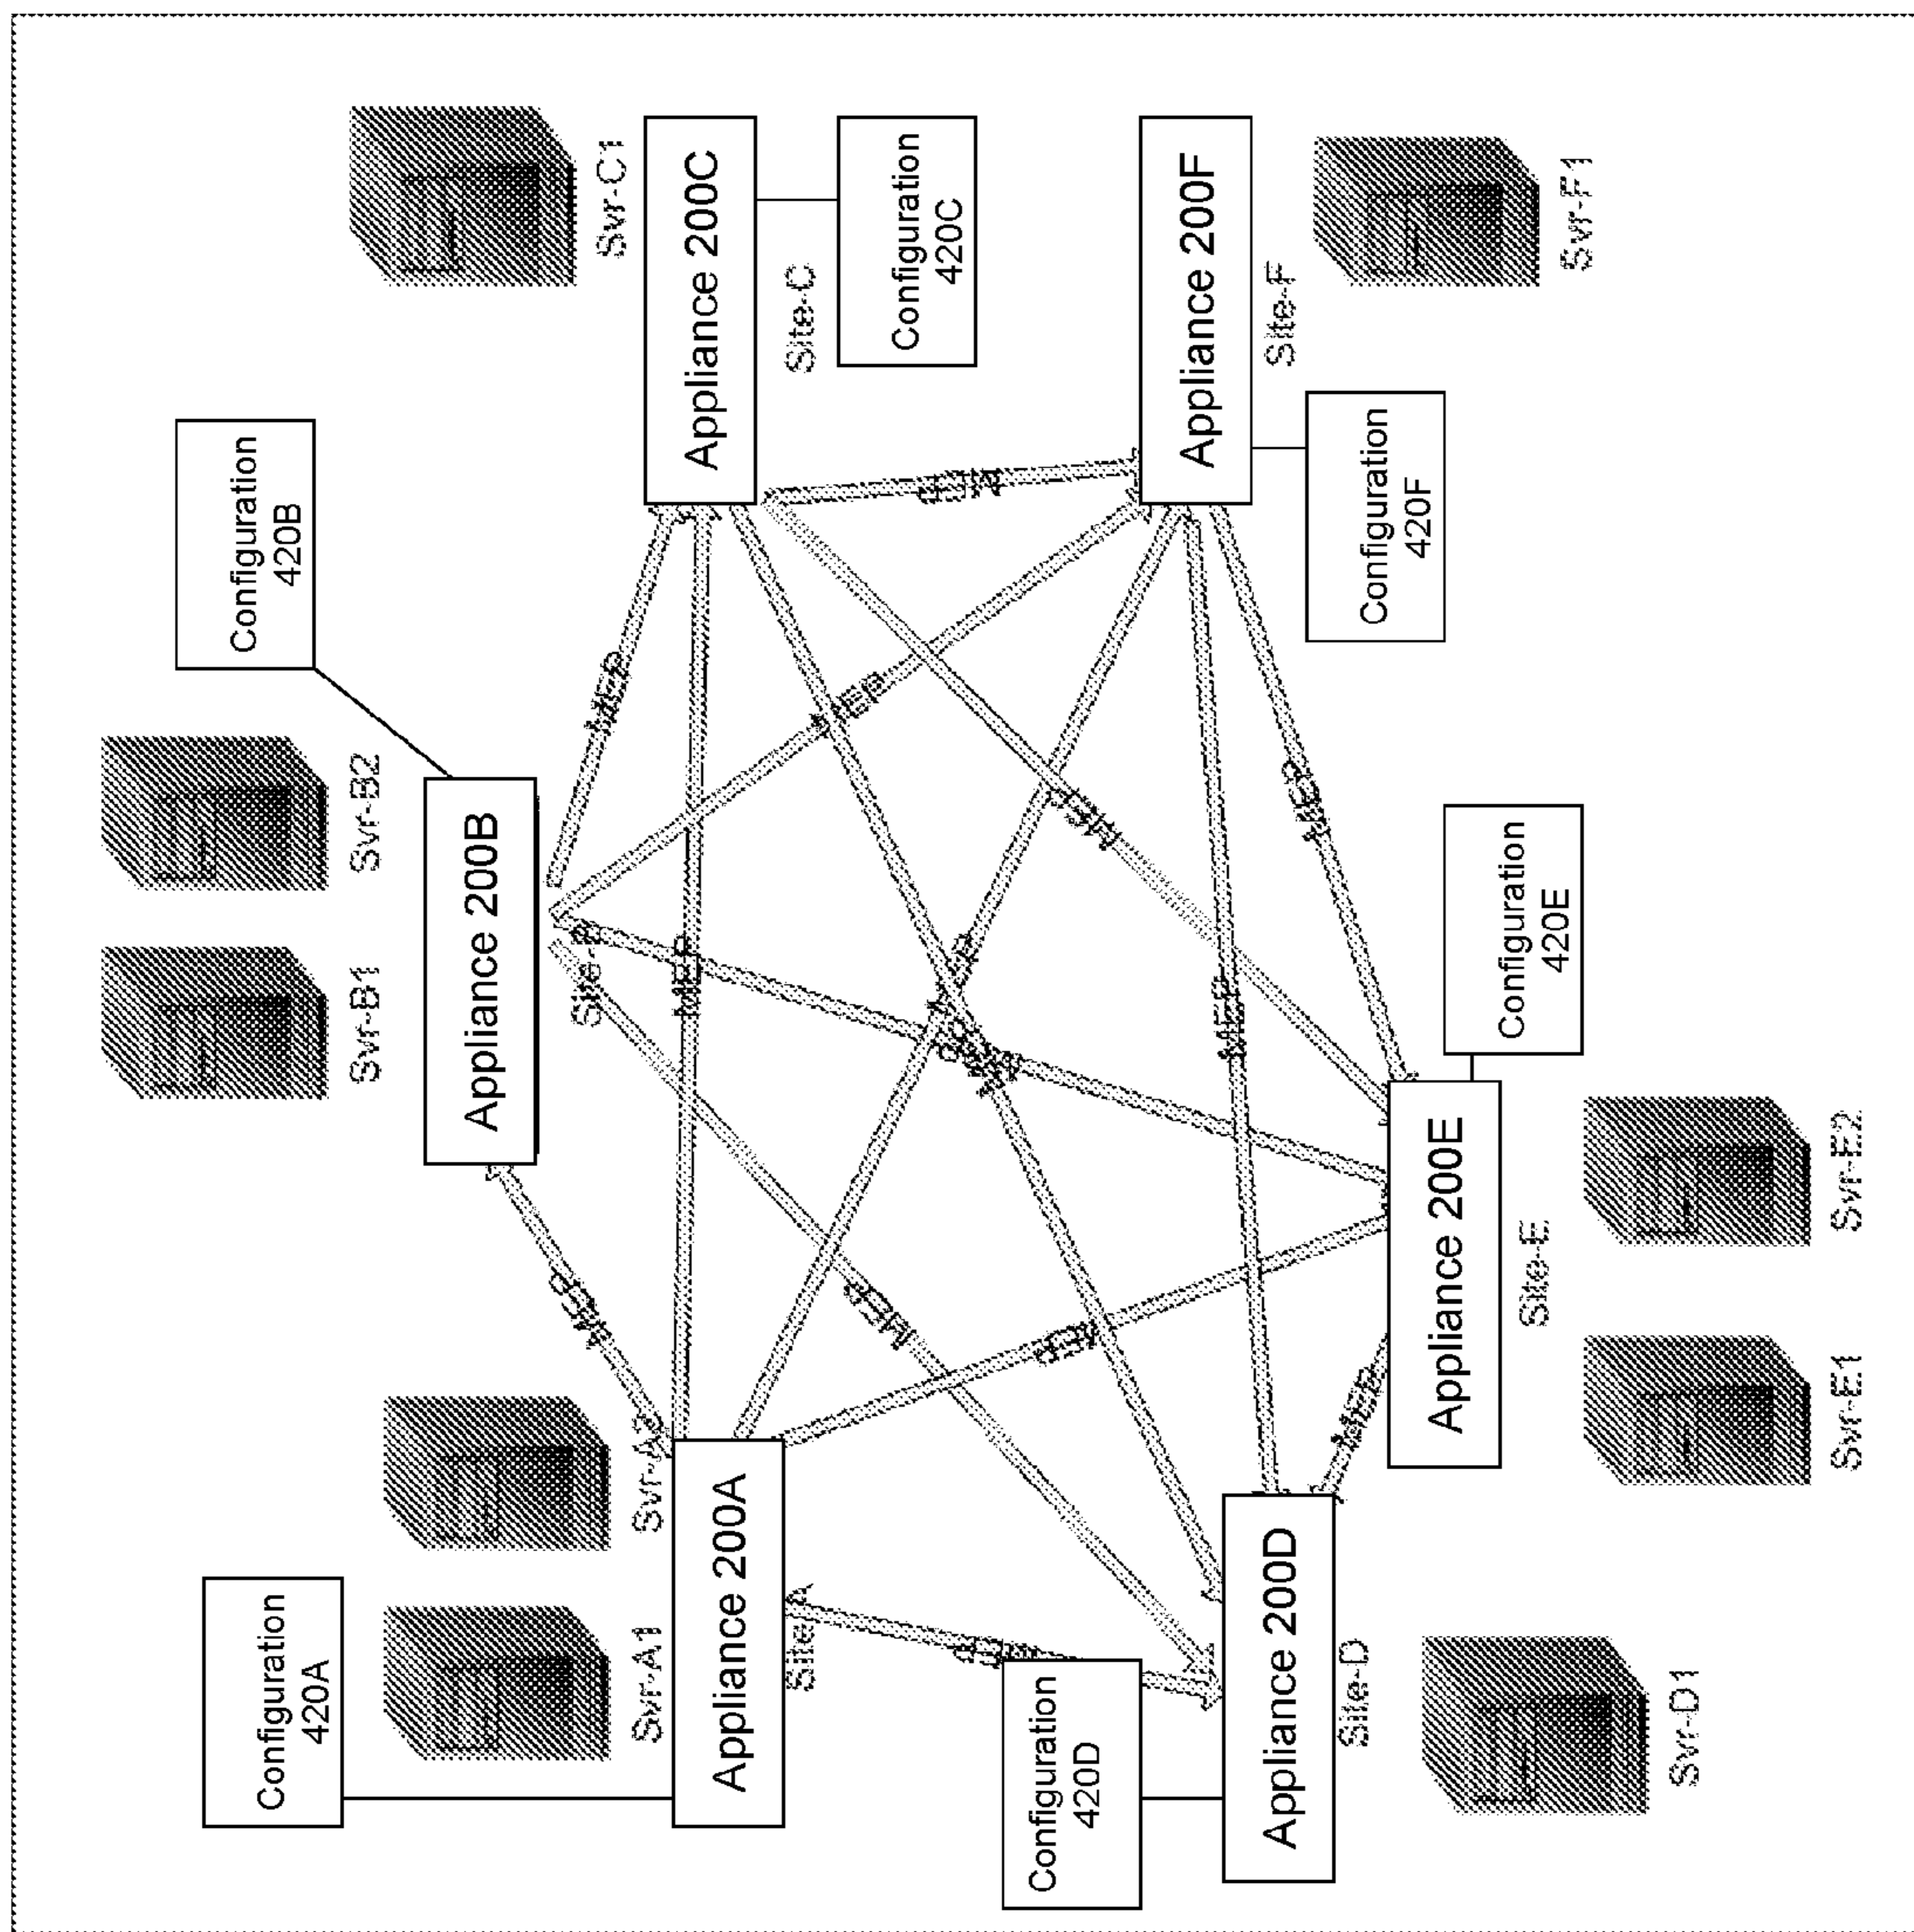 Configuration
420A
Svr-A1
Svr-A2
Appliance 200A
Site-A
Svr-B1
Svr-B2
Configuration
420B
Appliance 200B
Site-B
Svr-C1
Appliance 200C
Site-C
Configuration
420C
Configuration
420D
Appliance 200D
Site-D
Svr-D1
Configuration
420E
Appliance 200E
Site-E
Svr-E1
Svr-E2
Appliance 200F
Site-F
Configuration
420F
Svr-F1
MEP
MEP
MEP
MEP
MEP
MEP
MEP
MEP
MEP
MEP